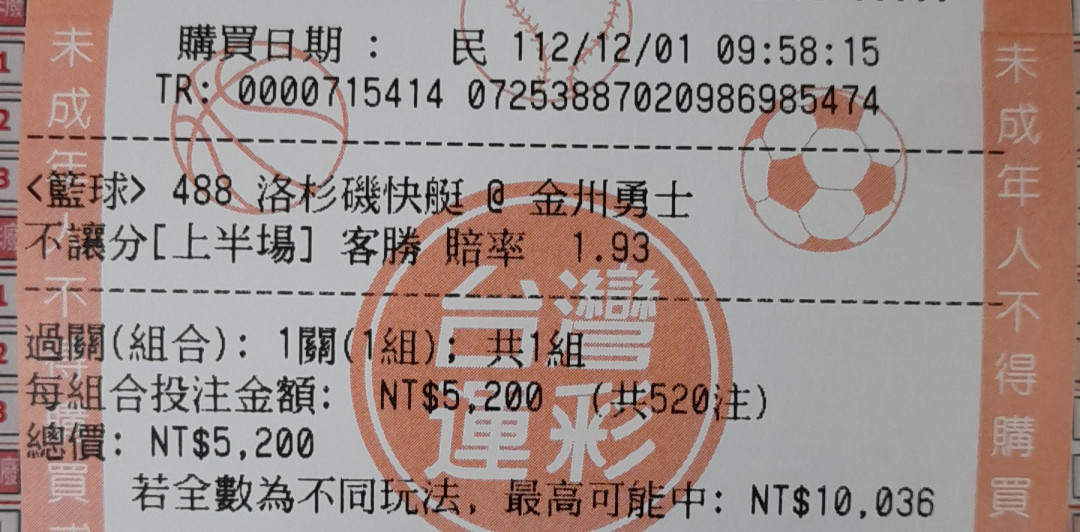 購買日期 : 民 112/12/01 09:58:15
TR: 0000715414 07253887020986985474
<籃球> 488 洛杉磯快艇 @ 金州勇士
不讓分[上半場] 客勝 賠率 1.93
過關(組合): 1關(1組); 共1組
每組合投注金額: NT$5,200 (共520注)
總價: NT$5,200
若全數為不同玩法, 最高可能中: NT$10,036
台灣
運彩
未成年人不得購買
未成年人不得購買